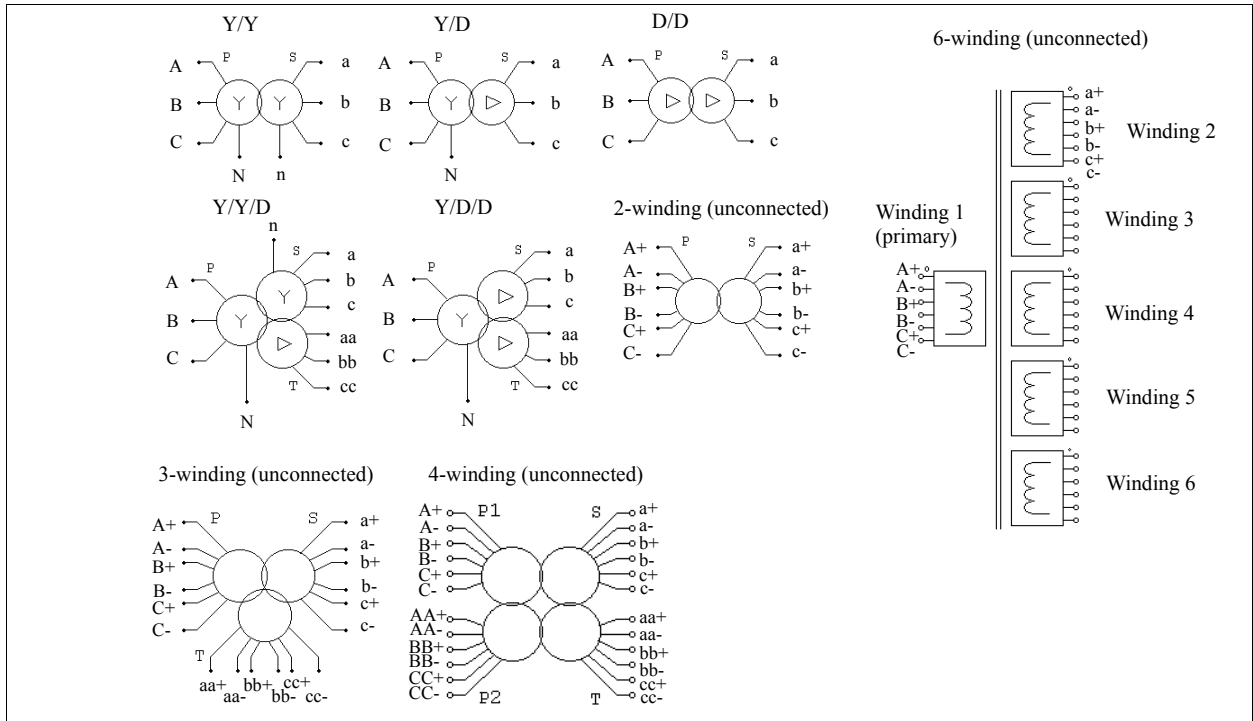 Y/Y
P S
A a
B Y Y b
C c
N n
Y/D
P S
A a
B Y b
C c
N
D/D
P S
A a
B b
C c
6-winding (unconnected)
Winding 1
(primary)
A+
A-
B+
B-
C+
C-
a+
a-
b+
b-
c+
c-
Winding 2
Winding 3
Winding 4
Winding 5
Winding 6
Y/Y/D
n
P S
A a
b
Y c
B Y
aa
C bb
T cc
N
Y/D/D
P S
A a
b
c
B Y
aa
C bb
T cc
N
2-winding (unconnected)
P S
A+ a+
A- a-
B+ b+
B- b-
C+ c+
C- c-
3-winding (unconnected)
P S
A+ a+
A- a-
B+ b+
B- b-
C+ c+
C- c-
T
aa+ aa- bb+ bb- cc+ cc-
4-winding (unconnected)
P1 S
A+ a+
A- a-
B+ b+
B- b-
C+ c+
C- c-
AA+ aa+
AA- aa-
BB+ bb+
BB- bb-
CC+ cc+
CC- cc-
P2 T